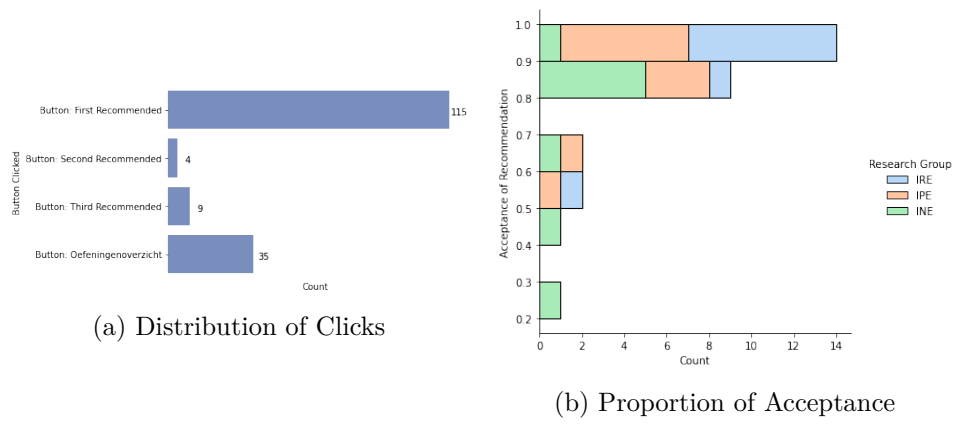 Button Clicked
Button: First Recommended
115
Button: Second Recommended
4
Button: Third Recommended
9
Button: Oefeningenoverzicht
35
Count
(a) Distribution of Clicks
Acceptance of Recommendation
1.0
0.9
0.8
0.7
0.6
0.5
0.4
0.3
0.2
0 2 4 6 8 10 12 14
Count
Research Group
IRE
IPE
INE
(b) Proportion of Acceptance